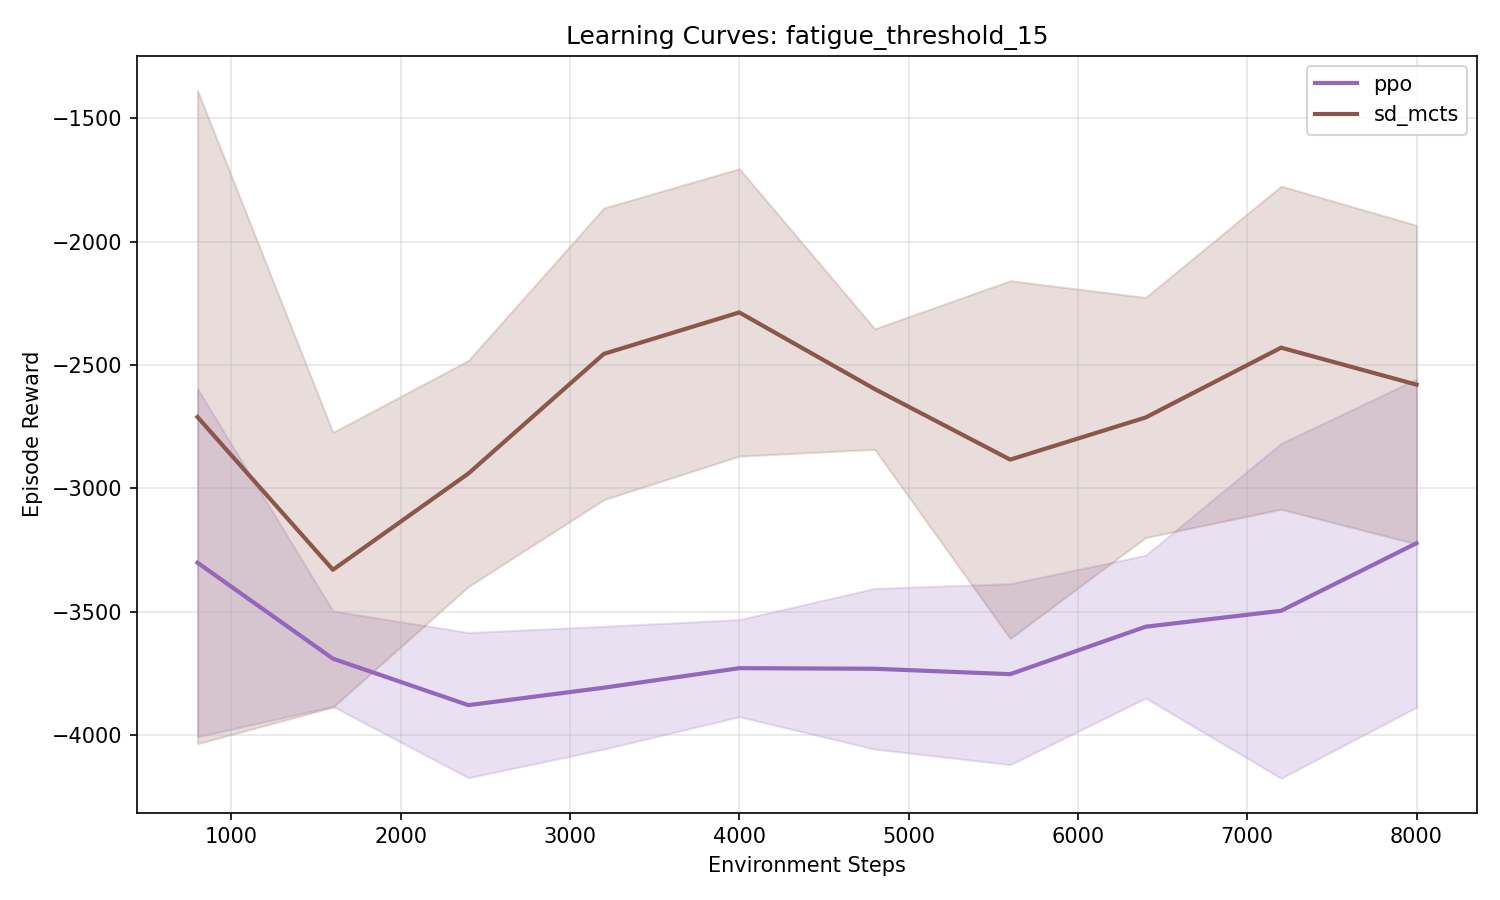 Learning Curves: fatigue_threshold_15
ppo
sd_mcts
Episode Reward
−1500
−2000
−2500
−3000
−3500
−4000
1000 2000 3000 4000 5000 6000 7000 8000
Environment Steps